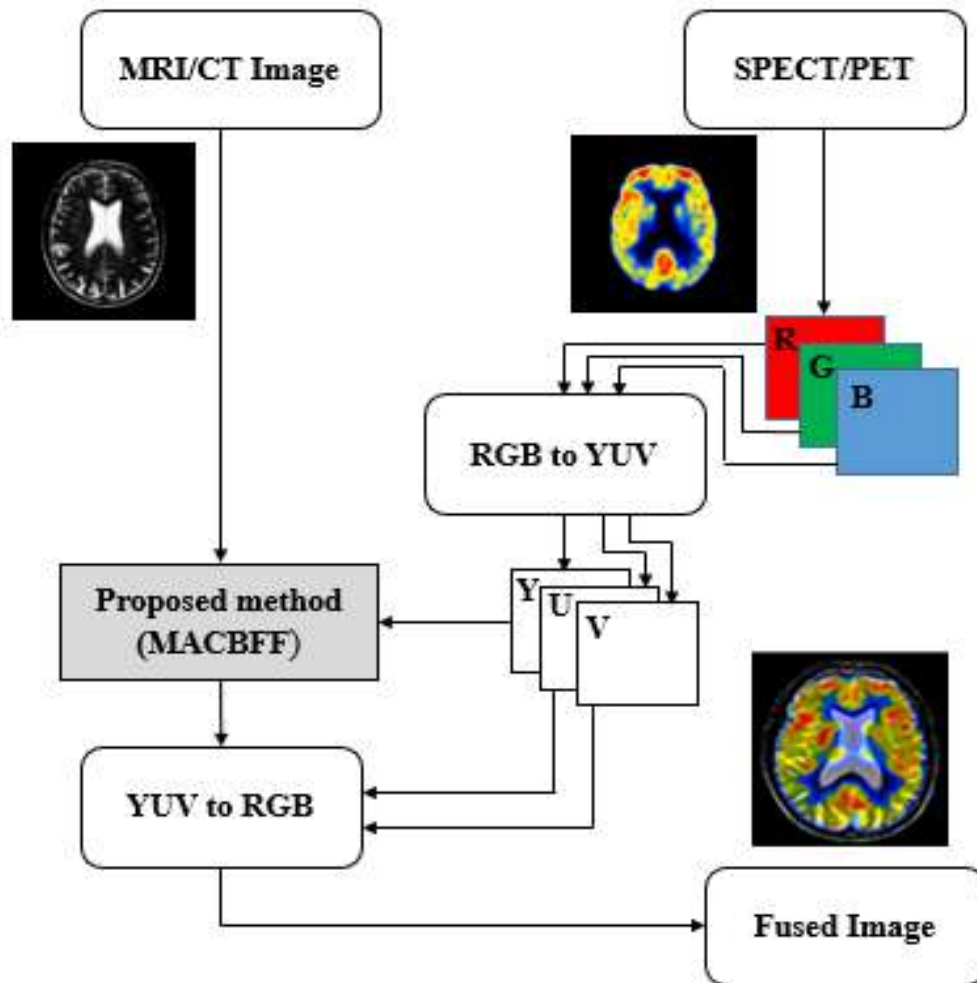 MRI/CT Image
SPECT/PET
R
G
B
RGB to YUV
Y
U
V
Proposed method
(MACBFF)
YUV to RGB
Fused Image